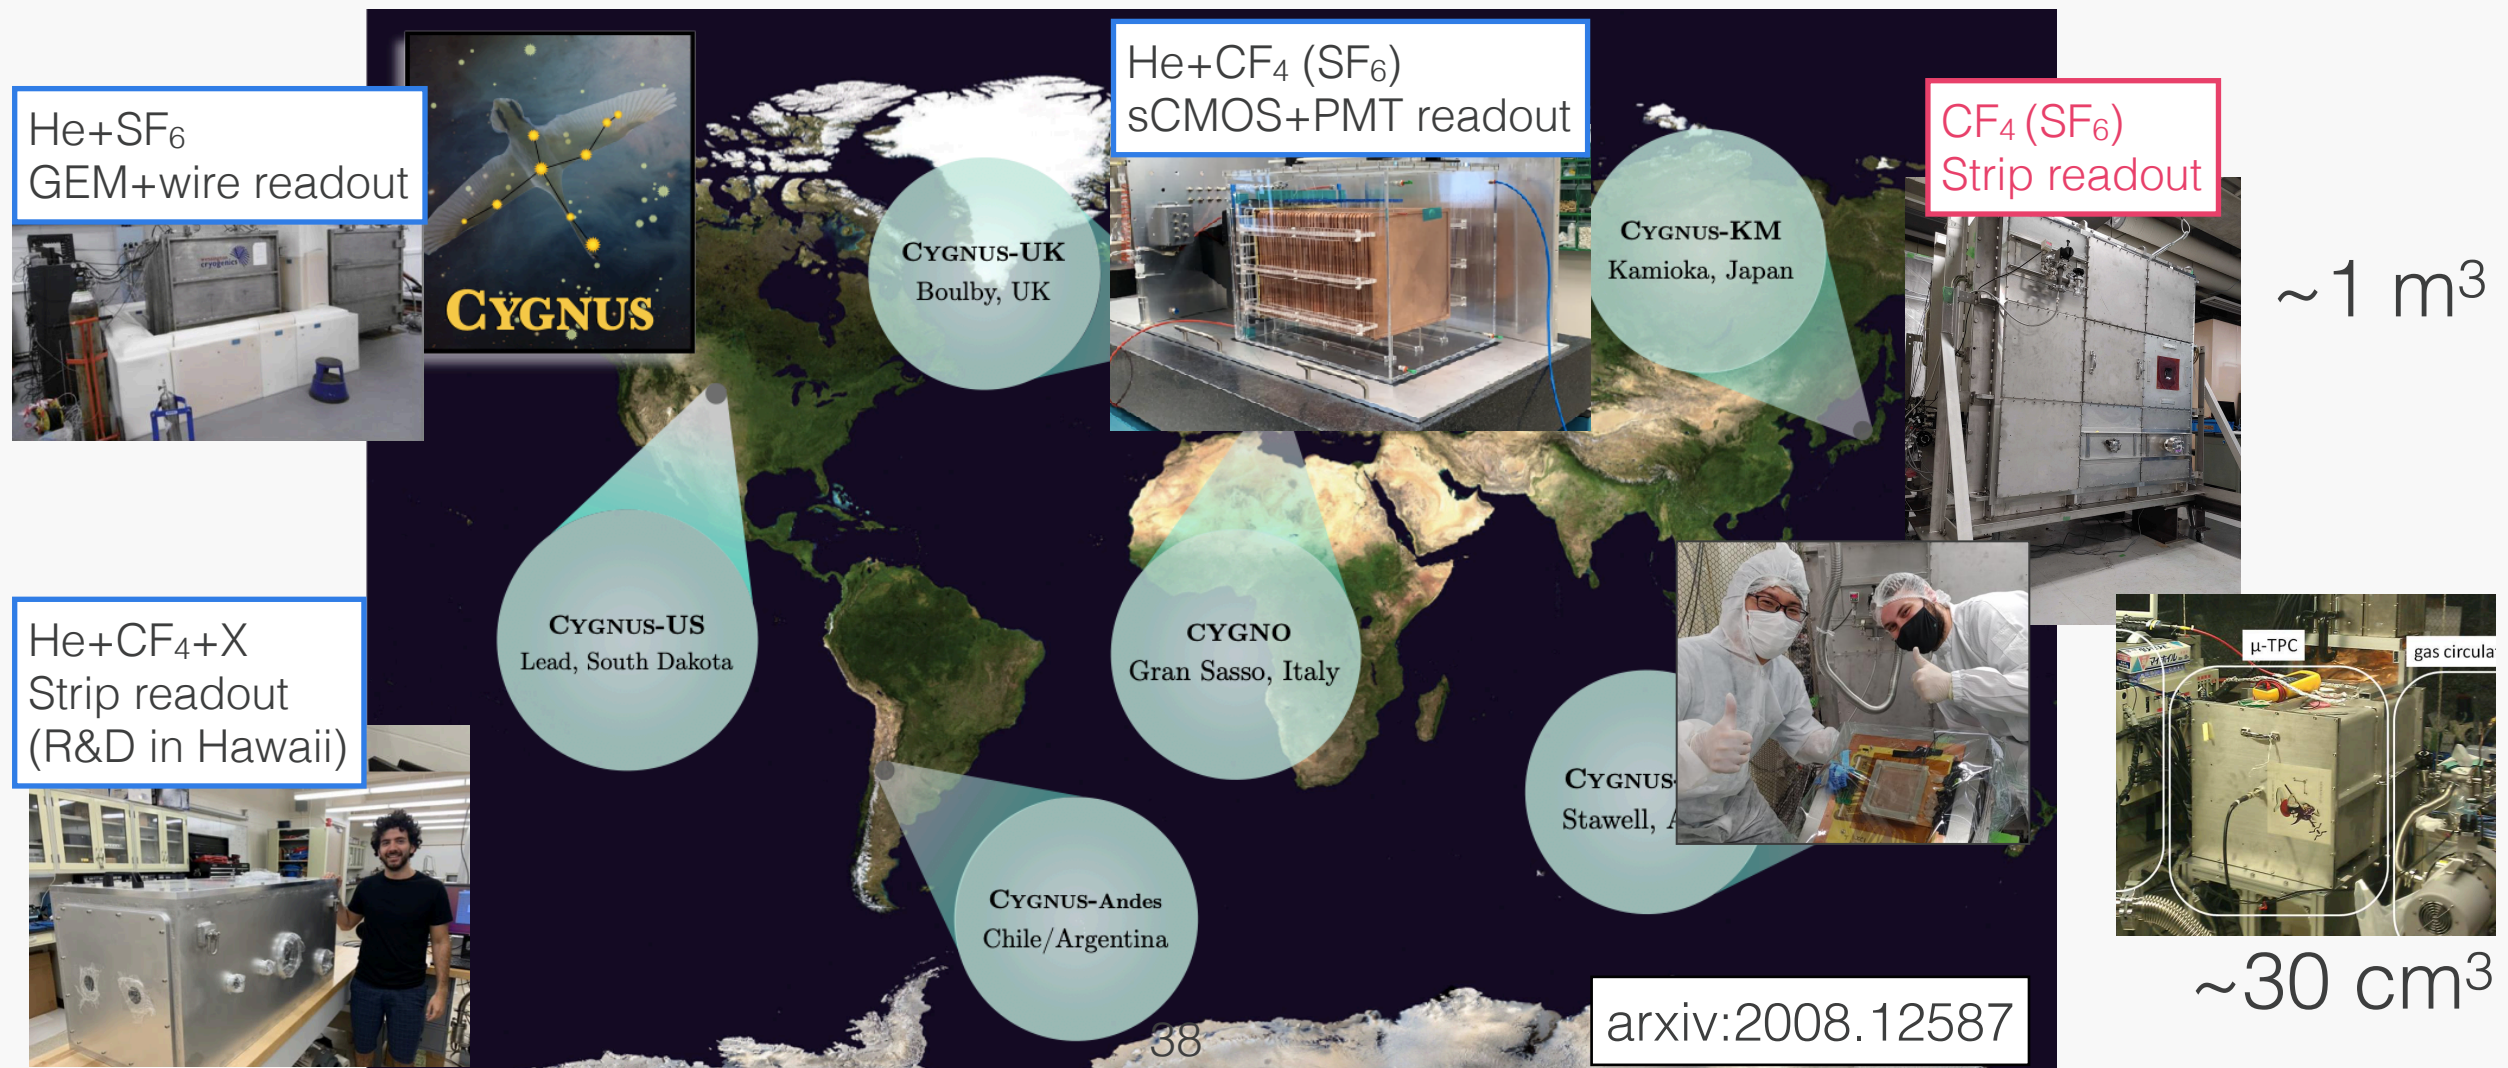 He+SF₆
GEM+wire readout
CYGNUS
He+CF₄ (SF₆)
sCMOS+PMT readout
CF₄ (SF₆)
Strip readout
~1 m³
CYGNUS-UK
Boulby, UK
CYGNUS-KM
Kamioka, Japan
cryogenics
CYGNUS-US
Lead, South Dakota
CYGNO
Gran Sasso, Italy
He+CF₄+X
Strip readout
(R&D in Hawaii)
CYGNUS-
Stawell,
μ-TPC
gas circula
CYGNUS-Andes
Chile/Argentina
~30 cm³
arxiv:2008.12587
38